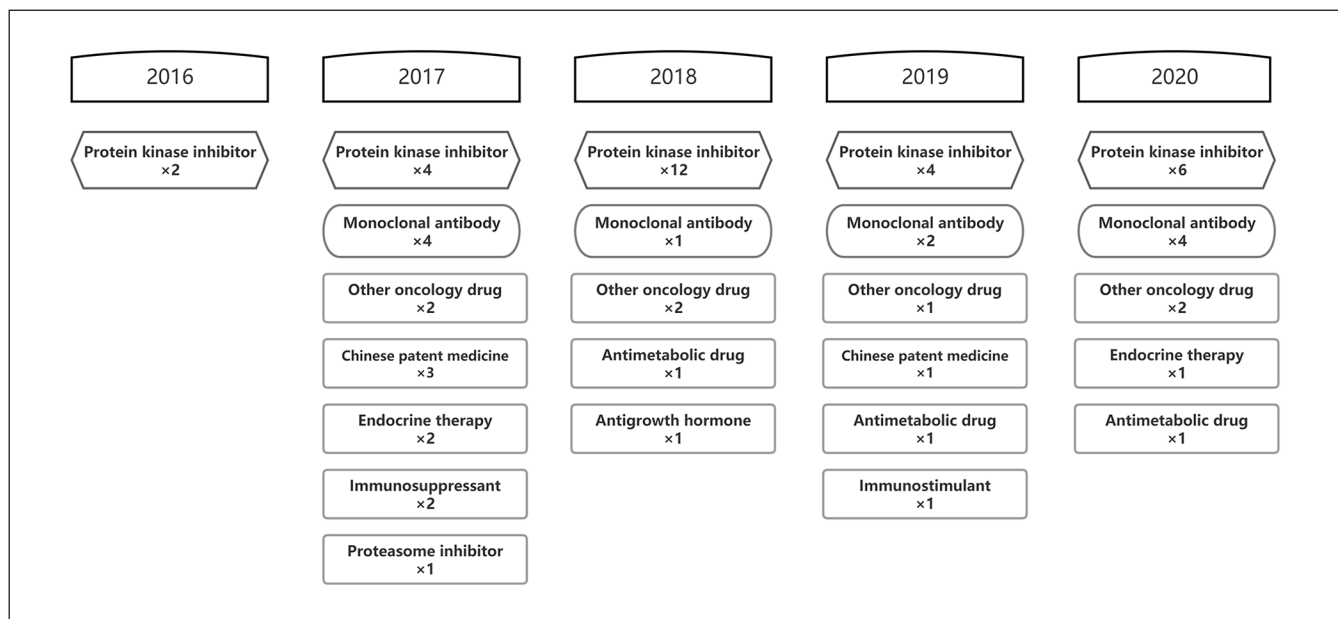 2016
Protein kinase inhibitor
×2
2017
Protein kinase inhibitor
×4
Monoclonal antibody
×4
Other oncology drug
×2
Chinese patent medicine
×3
Endocrine therapy
×2
Immunosuppressant
×2
Proteasome inhibitor
×1
2018
Protein kinase inhibitor
×12
Monoclonal antibody
×1
Other oncology drug
×2
Antimetabolic drug
×1
Antigrowth hormone
×1
2019
Protein kinase inhibitor
×4
Monoclonal antibody
×2
Other oncology drug
×1
Chinese patent medicine
×1
Antimetabolic drug
×1
Immunostimulant
×1
2020
Protein kinase inhibitor
×6
Monoclonal antibody
×4
Other oncology drug
×2
Endocrine therapy
×1
Antimetabolic drug
×1